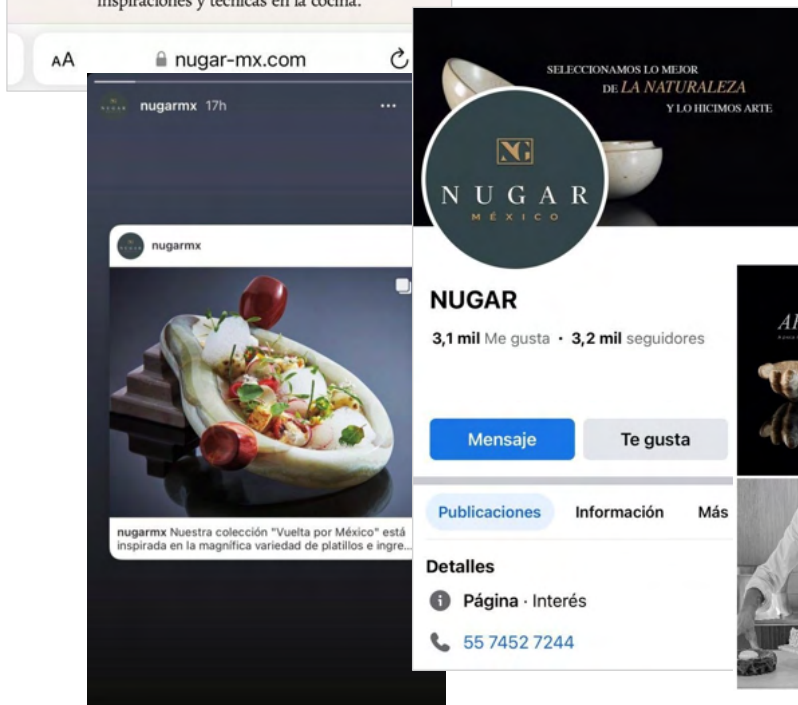 inspiraciones y técnicas en la cocina.
AA
nugar-mx.com
nugarmx 17h
nugarmx
nugarmx Nuestra colección "Vuelta por México" está
inspirada en la magnífica variedad de platillos e ingre...
SELECCIONAMOS LO MEJOR
DE LA NATURALEZA
Y LO HICIMOS ARTE
NG
NUGAR
MÉXICO
NUGAR
3,1 mil Me gusta · 3,2 mil seguidores
Mensaje
Te gusta
Publicaciones
Información
Más
Detalles
Página · Interés
55 7452 7244